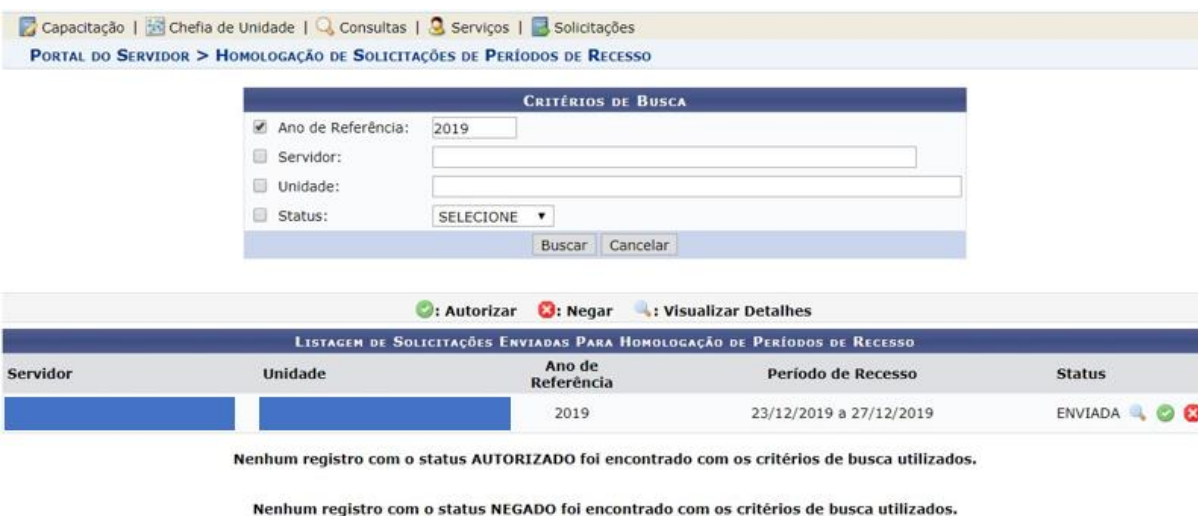 Capacitação | Chefia de Unidade | Consultas | Serviços | Solicitações
Portal do Servidor > Homologação de Solicitações de Períodos de Recesso
Critérios de Busca
Ano de Referência: 2019
Servidor:
Unidade:
Status: SELECIONE
Buscar Cancelar
: Autorizar : Negar : Visualizar Detalhes
Listagem de Solicitações Enviadas Para Homologação de Períodos de Recesso
Servidor Unidade Ano de Referência Período de Recesso Status
2019 23/12/2019 a 27/12/2019 ENVIADA
Nenhum registro com o status AUTORIZADO foi encontrado com os critérios de busca utilizados.
Nenhum registro com o status NEGADO foi encontrado com os critérios de busca utilizados.